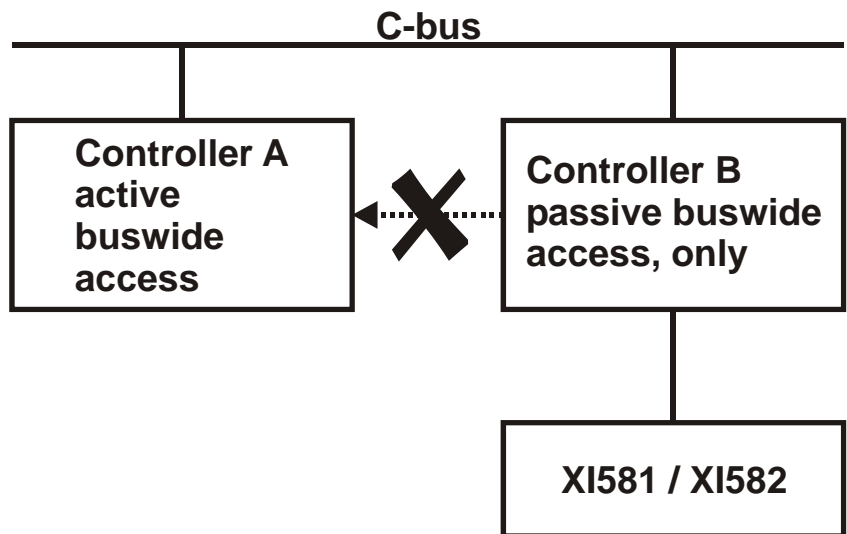 C-bus
Controller A
active
buswide
access
Controller B
passive buswide
access, only
XI581 / XI582